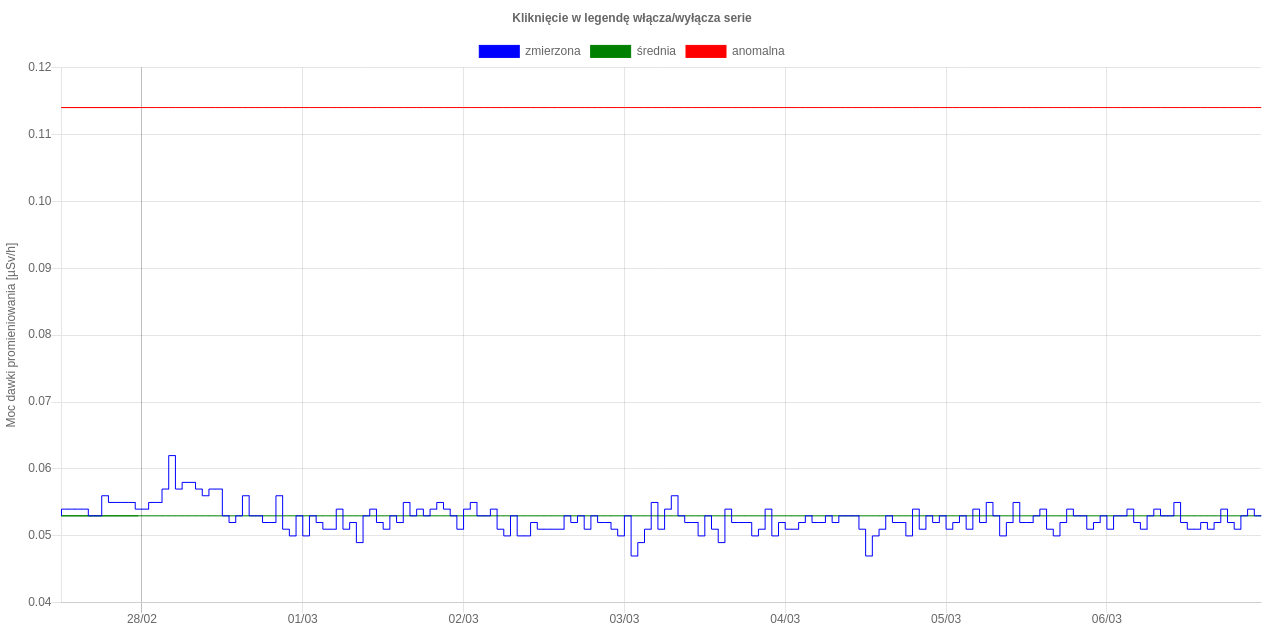 Kliknięcie w legendę włącza/wyłącza serie
zmierzona średnia anomalna
Moc dawki promieniowania [µSv/h]
0.12
0.11
0.10
0.09
0.08
0.07
0.06
0.05
0.04
28/02 01/03 02/03 03/03 04/03 05/03 06/03